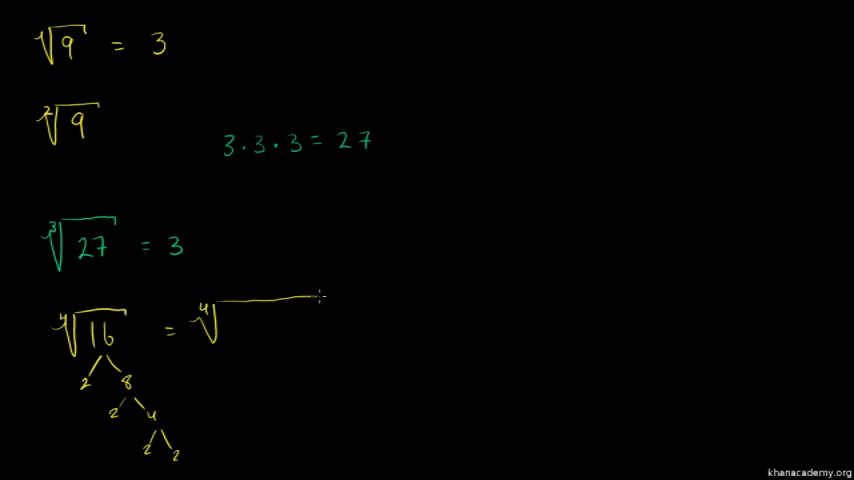 √9 = 3
²√9
3 · 3 · 3 = 27
³√27 = 3
⁴√16 = ⁴√
2 8
2 4
2 2
khanacademy.org